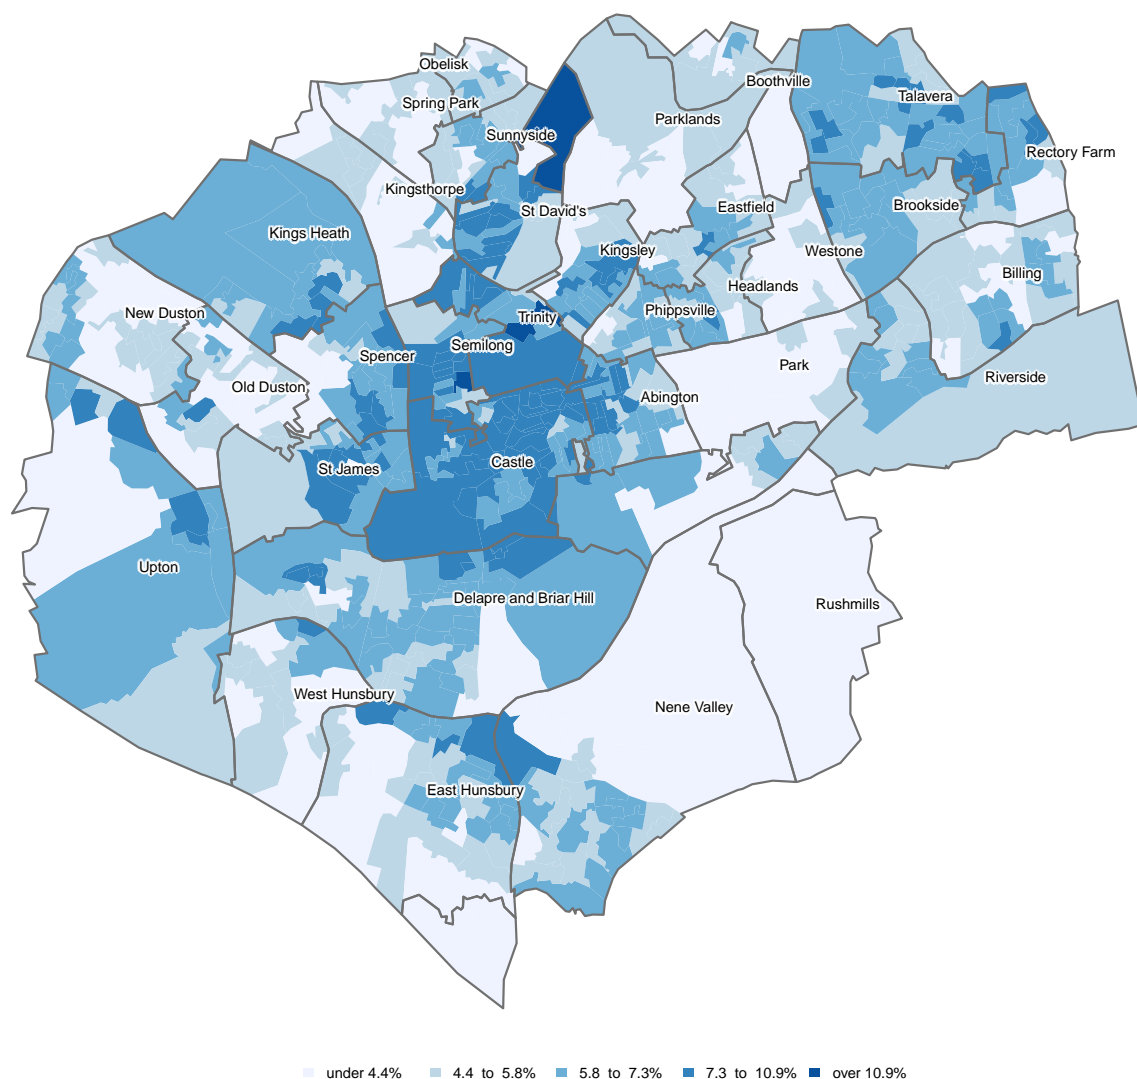 Obelisk
Boothville
Spring Park
Talavera
Parklands
Sunnyside
Rectory Farm
Kingsthorpe
Brookside
Eastfield
St David's
Kings Heath
Kingsley
Westone
Billing
Headlands
New Duston
Phippsville
Trinity
Semilong
Spencer
Park
Riverside
Old Duston
Abington
Castle
St James
Upton
Delapre and Briar Hill
Rushmills
West Hunsbury
Nene Valley
East Hunsbury
under 4.4% 4.4 to 5.8% 5.8 to 7.3% 7.3 to 10.9% over 10.9%